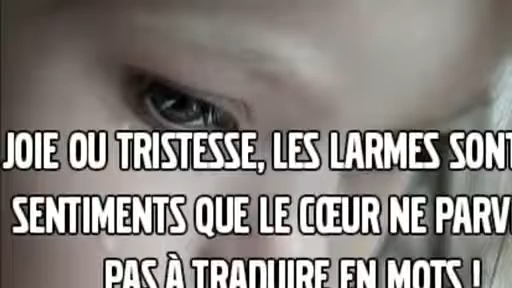 JOIE OU TRISTESSE, LES LARMES SONT
SENTIMENTS QUE LE CŒUR NE
PAS À TRADUIRE EN MOTS !